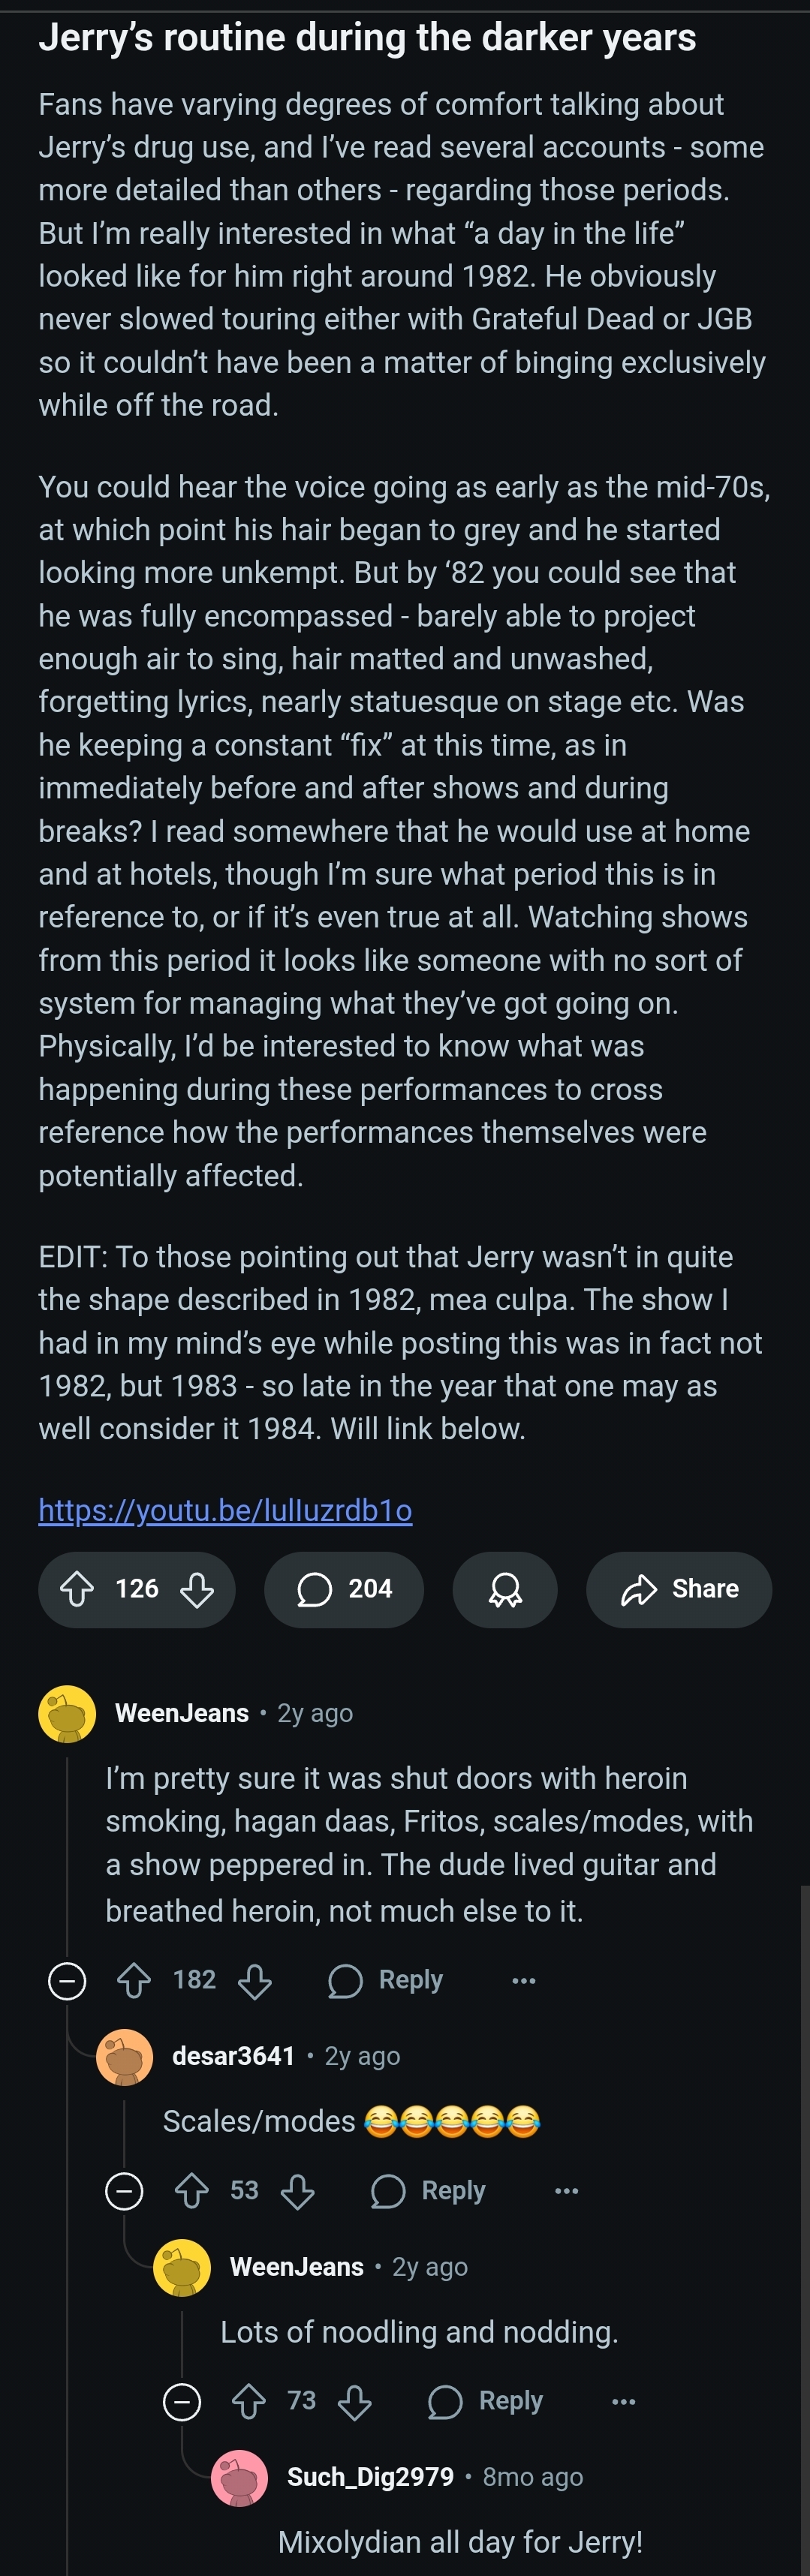 Jerry’s routine during the darker years
Fans have varying degrees of comfort talking about
Jerry’s drug use, and I’ve read several accounts - some
more detailed than others - regarding those periods.
But I’m really interested in what “a day in the life”
looked like for him right around 1982. He obviously
never slowed touring either with Grateful Dead or JGB
so it couldn’t have been a matter of binging exclusively
while off the road.
You could hear the voice going as early as the mid-70s,
at which point his hair began to grey and he started
looking more unkempt. But by ‘82 you could see that
he was fully encompassed - barely able to project
enough air to sing, hair matted and unwashed,
forgetting lyrics, nearly statuesque on stage etc. Was
he keeping a constant “fix” at this time, as in
immediately before and after shows and during
breaks? I read somewhere that he would use at home
and at hotels, though I’m sure what period this is in
reference to, or if it’s even true at all. Watching shows
from this period it looks like someone with no sort of
system for managing what they’ve got going on.
Physically, I’d be interested to know what was
happening during these performances to cross
reference how the performances themselves were
potentially affected.
EDIT: To those pointing out that Jerry wasn’t in quite
the shape described in 1982, mea culpa. The show I
had in my mind’s eye while posting this was in fact not
1982, but 1983 - so late in the year that one may as
well consider it 1984. Will link below.
https://youtu.be/lulIuzrdb1o
126 204 Share
WeenJeans • 2y ago
I’m pretty sure it was shut doors with heroin
smoking, hagan daas, Fritos, scales/modes, with
a show peppered in. The dude lived guitar and
breathed heroin, not much else to it.
182 Reply ...
desar3641 • 2y ago
Scales/modes 😂😂😂😂😂
53 Reply ...
WeenJeans • 2y ago
Lots of noodling and nodding.
73 Reply ...
Such_Dig2979 • 8mo ago
Mixolydian all day for Jerry!